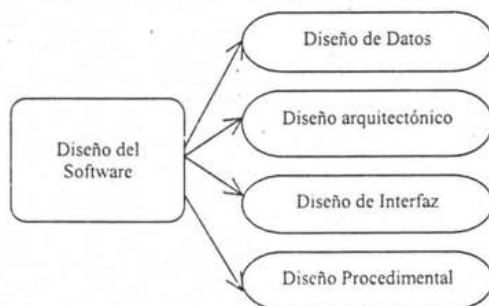 Diseño del
Software
Diseño de Datos
Diseño arquitectónico
Diseño de Interfaz
Diseño Procedimental